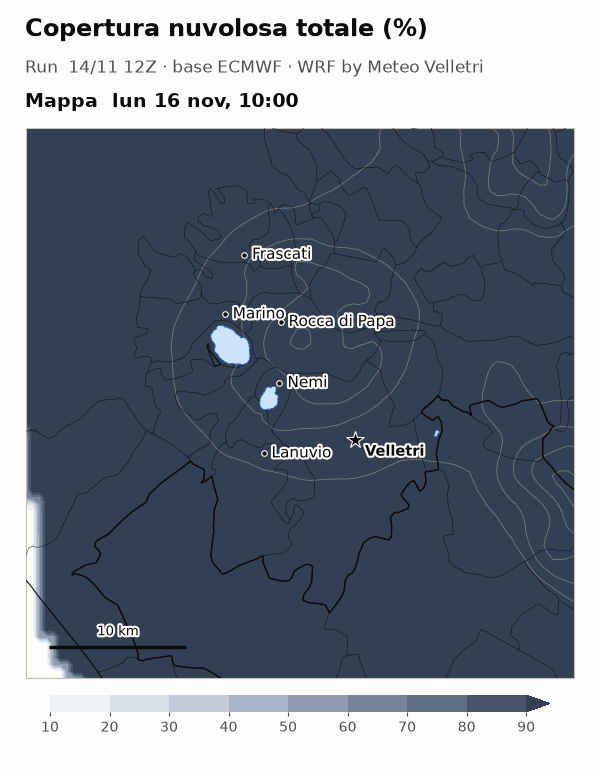 Copertura nuvolosa totale (%)
Run 14/11 12Z · base ECMWF · WRF by Meteo Velletri
Mappa lun 16 nov, 10:00
Frascati
Marino
Rocca di Papa
Nemi
Velletri
Lanuvio
10 km
10 20 30 40 50 60 70 80 90